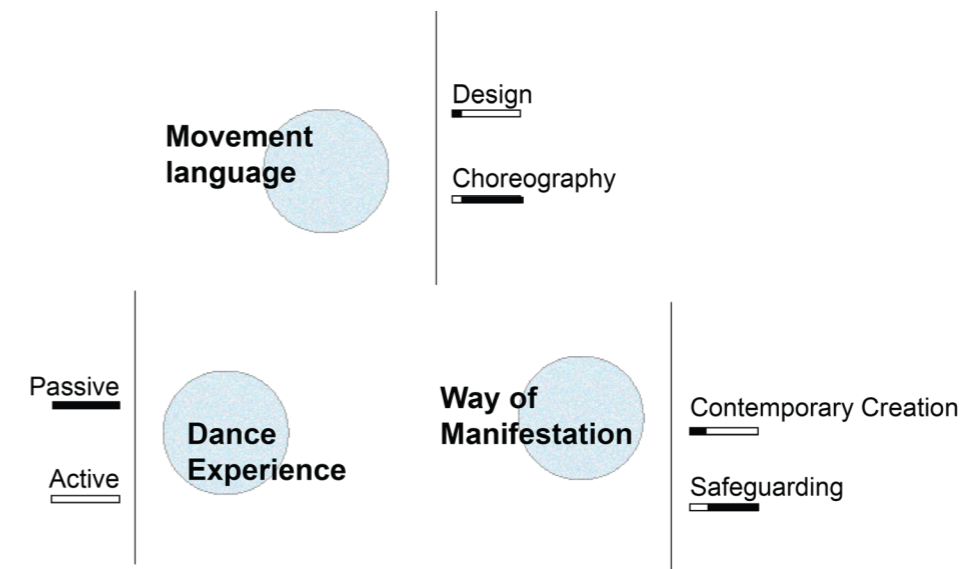 Design
Movement
language
Choreography
Passive
Active
Dance
Experience
Way of
Manifestation
Contemporary Creation
Safeguarding